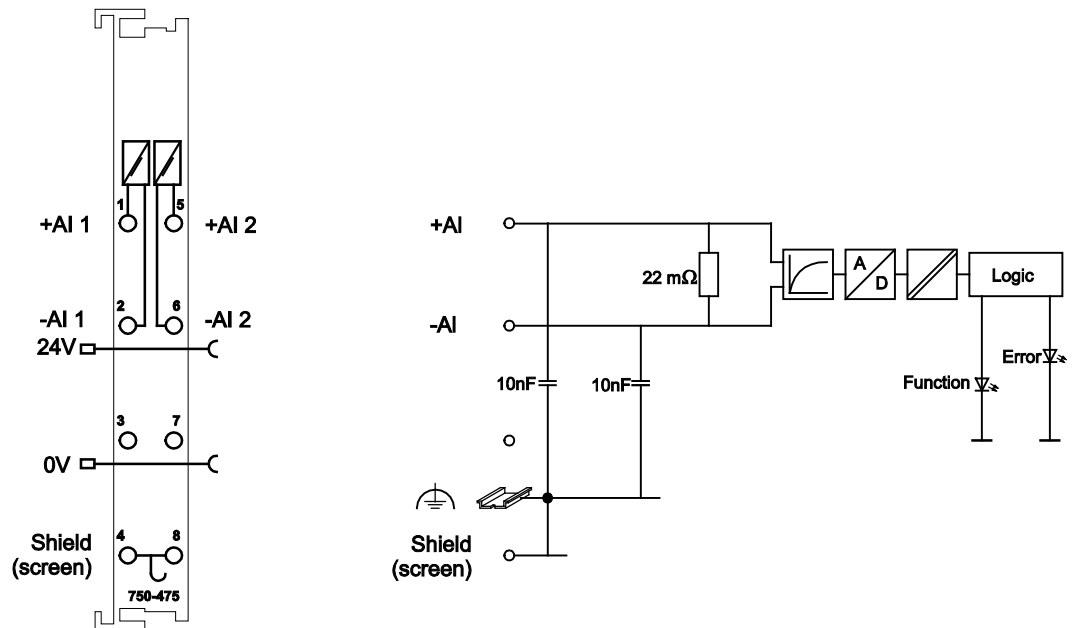 1
5
+AI 1
+AI 2
2
6
-AI 1
-AI 2
24V
3
7
0V
4
8
Shield
(screen)
750-475
+AI
22 mΩ
A
D
Logic
-AI
10nF
10nF
Function
Error
Shield
(screen)